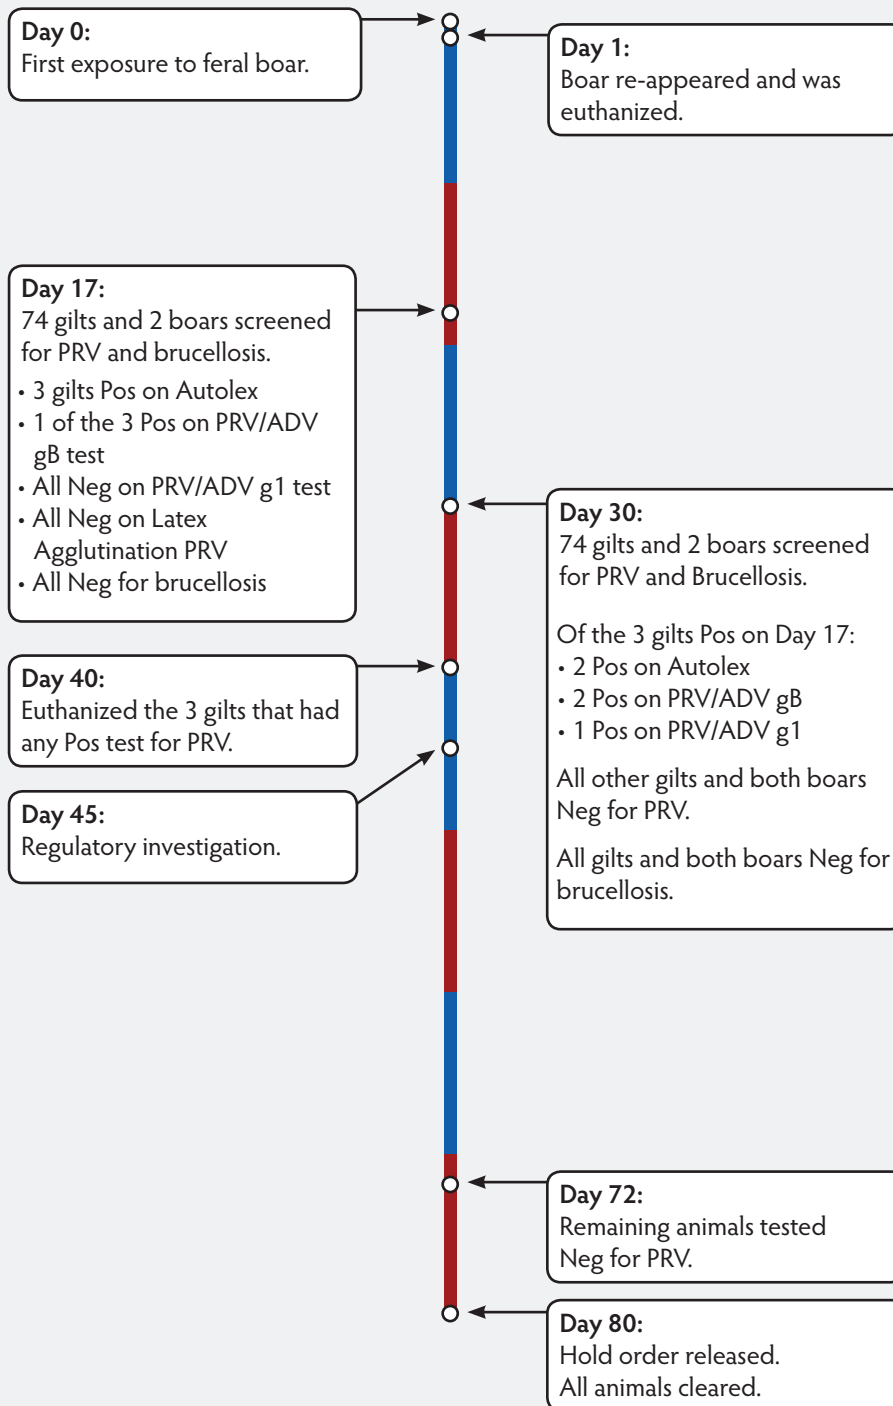 Day 0:
First exposure to feral boar.
Day 1:
Boar re-appeared and was
euthanized.
Day 17:
74 gilts and 2 boars screened
for PRV and brucellosis.
• 3 gilts Pos on Autolex
• 1 of the 3 Pos on PRV/ADV
gB test
• All Neg on PRV/ADV g1 test
• All Neg on Latex
Agglutination PRV
• All Neg for brucellosis
Day 30:
74 gilts and 2 boars screened
for PRV and Brucellosis.
Of the 3 gilts Pos on Day 17:
• 2 Pos on Autolex
• 2 Pos on PRV/ADV gB
• 1 Pos on PRV/ADV g1
All other gilts and both boars
Neg for PRV.
All gilts and both boars Neg for
brucellosis.
Day 40:
Euthanized the 3 gilts that had
any Pos test for PRV.
Day 45:
Regulatory investigation.
Day 72:
Remaining animals tested
Neg for PRV.
Day 80:
Hold order released.
All animals cleared.